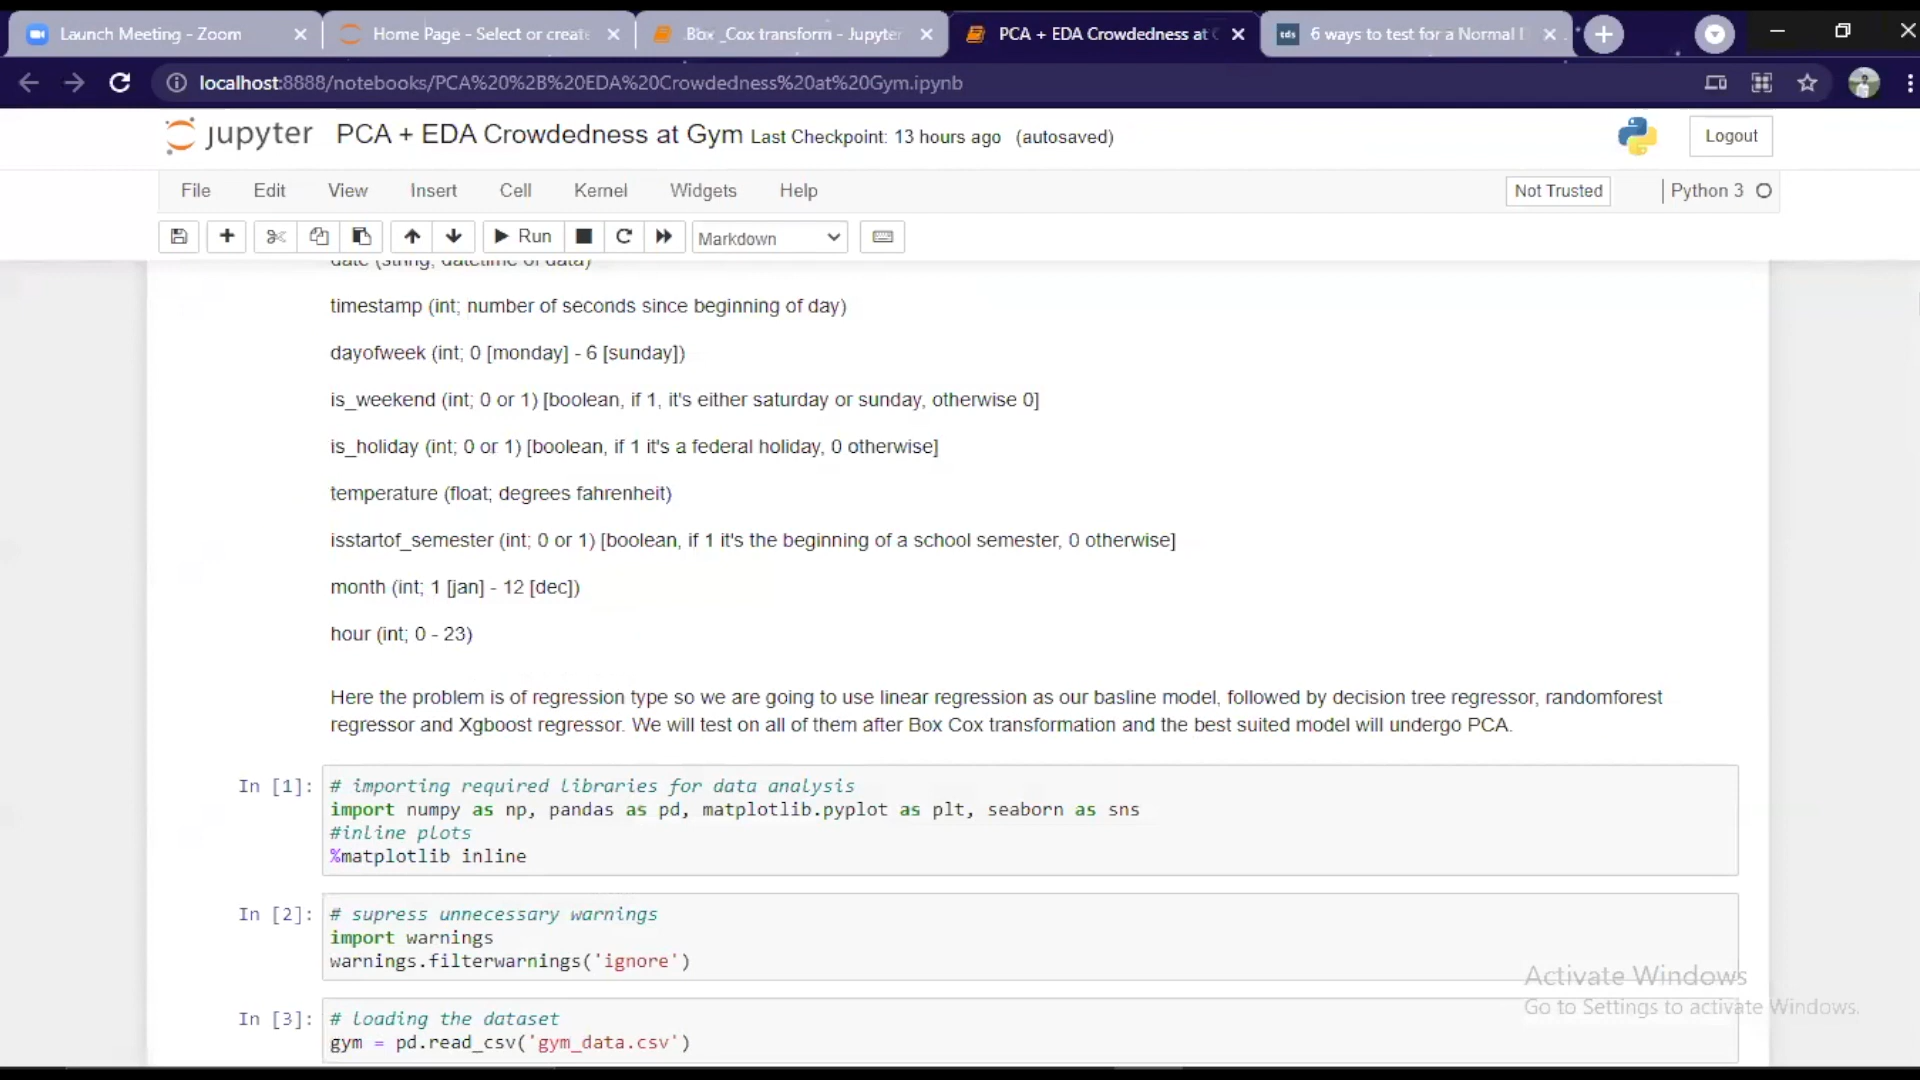 Launch Meeting - Zoom
Home Page - Select or create
Box_Cox transform - Jupyter
PCA + EDA Crowdedness at
tds 6 ways to test for a Normal
localhost:8888/notebooks/PCA%20%2B%20EDA%20Crowdedness%20at%20Gym.ipynb
jupyter PCA + EDA Crowdedness at Gym Last Checkpoint: 13 hours ago (autosaved)
Logout
File Edit View Insert Cell Kernel Widgets Help
Not Trusted
Python 3
Run
Markdown
date (string; datetime of data)
timestamp (int; number of seconds since beginning of day)
dayofweek (int; 0 [monday] - 6 [sunday])
is_weekend (int; 0 or 1) [boolean, if 1, it's either saturday or sunday, otherwise 0]
is_holiday (int; 0 or 1) [boolean, if 1 it's a federal holiday, 0 otherwise]
temperature (float; degrees fahrenheit)
isstartof_semester (int; 0 or 1) [boolean, if 1 it's the beginning of a school semester, 0 otherwise]
month (int; 1 [jan] - 12 [dec])
hour (int; 0 - 23)
Here the problem is of regression type so we are going to use linear regression as our basline model, followed by decision tree regressor, randomforest
regressor and Xgboost regressor. We will test on all of them after Box Cox transformation and the best suited model will undergo PCA.
In [1]: # importing required libraries for data analysis
import numpy as np, pandas as pd, matplotlib.pyplot as plt, seaborn as sns
#inline plots
%matplotlib inline
In [2]: # supress unnecessary warnings
import warnings
warnings.filterwarnings('ignore')
In [3]: # loading the dataset
gym = pd.read_csv('gym_data.csv')
Activate Windows
Go to Settings to activate Windows.